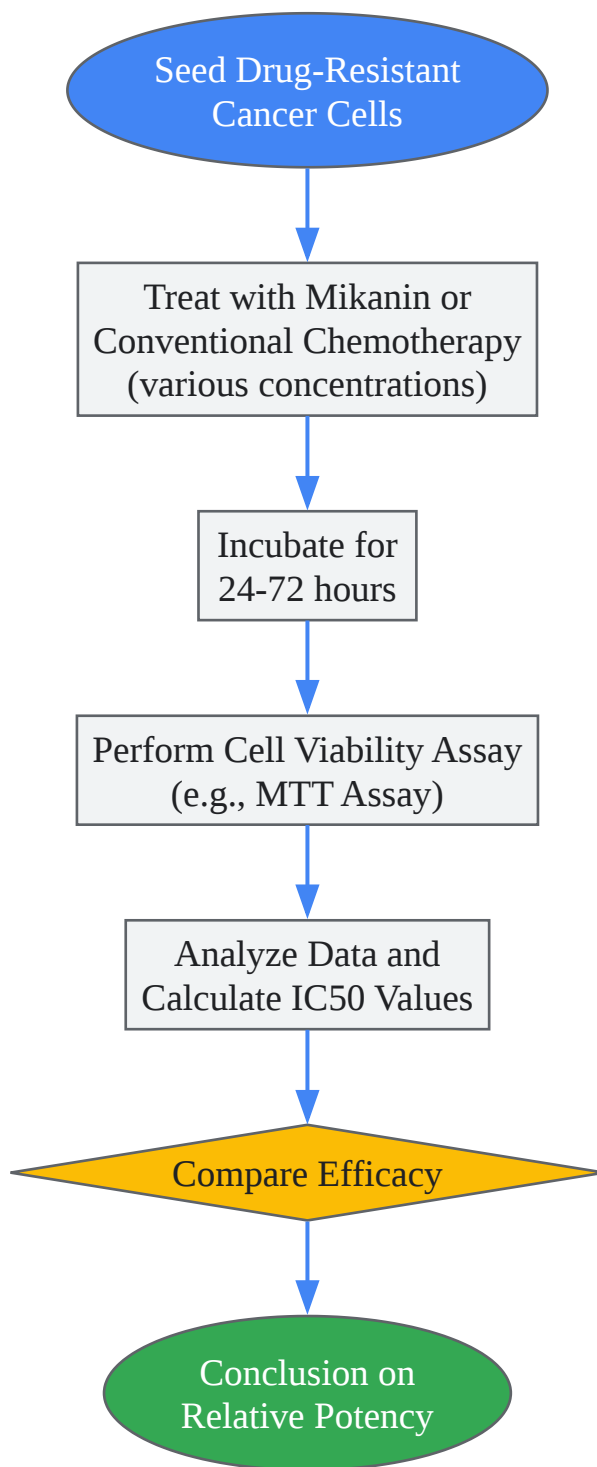 Seed Drug-Resistant
Cancer Cells
Treat with Mikanin or
Conventional Chemotherapy
(various concentrations)
Incubate for
24-72 hours
Perform Cell Viability Assay
(e.g., MTT Assay)
Analyze Data and
Calculate IC50 Values
Compare Efficacy
Conclusion on
Relative Potency